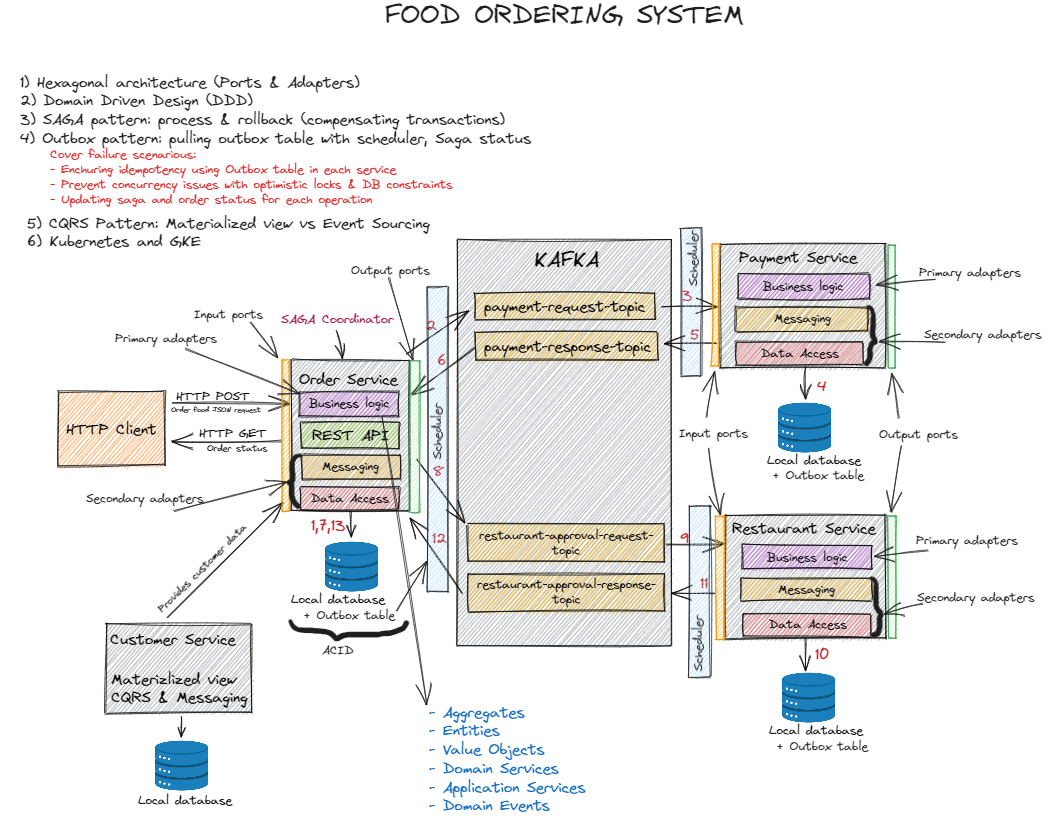 FOOD ORDERING SYSTEM
1) Hexagonal architecture (Ports & Adapters)
2) Domain Driven Design (DDD)
3) SAGA pattern: process & rollback (compensating transactions)
4) Outbox pattern: pulling outbox table with scheduler, Saga status
Cover failure scenarious:
- Enchuring idempotency using Outbox table in each service
- Prevent concurrency issues with optimistic locks & DB constraints
- Updating saga and order status for each operation
5) CQRS Pattern: Materialized view vs Event Sourcing
6) Kubernetes and GKE
Output ports
Input ports
SAGA Coordinator
Primary adapters
Order Service
Business logic
REST API
Messaging
Data Access
HTTP Client
HTTP POST
Order food JSON request
HTTP GET
Order status
Secondary adapters
1,7,13
Local database
+ Outbox table
ACID
Provides customer data
Customer Service
Materizlized view
CQRS & Messaging
Local database
Scheduler
2
6
8
12
KAFKA
payment-request-topic
payment-response-topic
restaurant-approval-request-
topic
restaurant-approval-response-
topic
- Aggregates
- Entities
- Value Objects
- Domain Services
- Application Services
- Domain Events
Scheduler
3
5
Payment Service
Business logic
Messaging
Data Access
Primary adapters
Secondary adapters
4
Local database
+ Outbox table
Input ports
Output ports
Scheduler
9
11
Restaurant Service
Business logic
Messaging
Data Access
Primary adapters
Secondary adapters
10
Local database
+ Outbox table